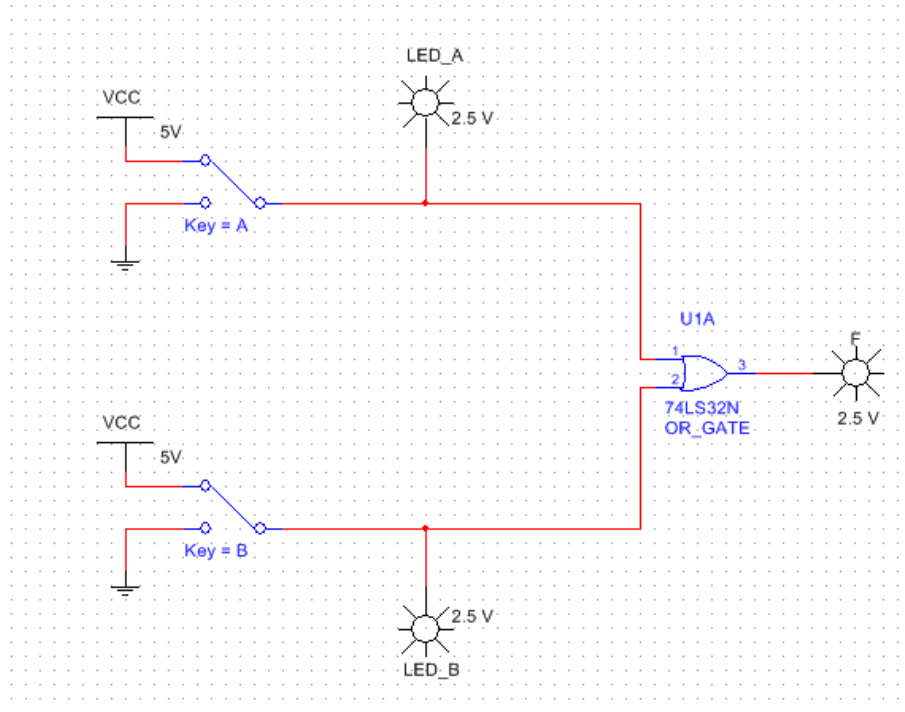 LED_A
2.5 V
VCC
5V
Key = A
U1A
1
2
3
F
74LS32N
OR_GATE
2.5 V
VCC
5V
Key = B
2.5 V
LED_B